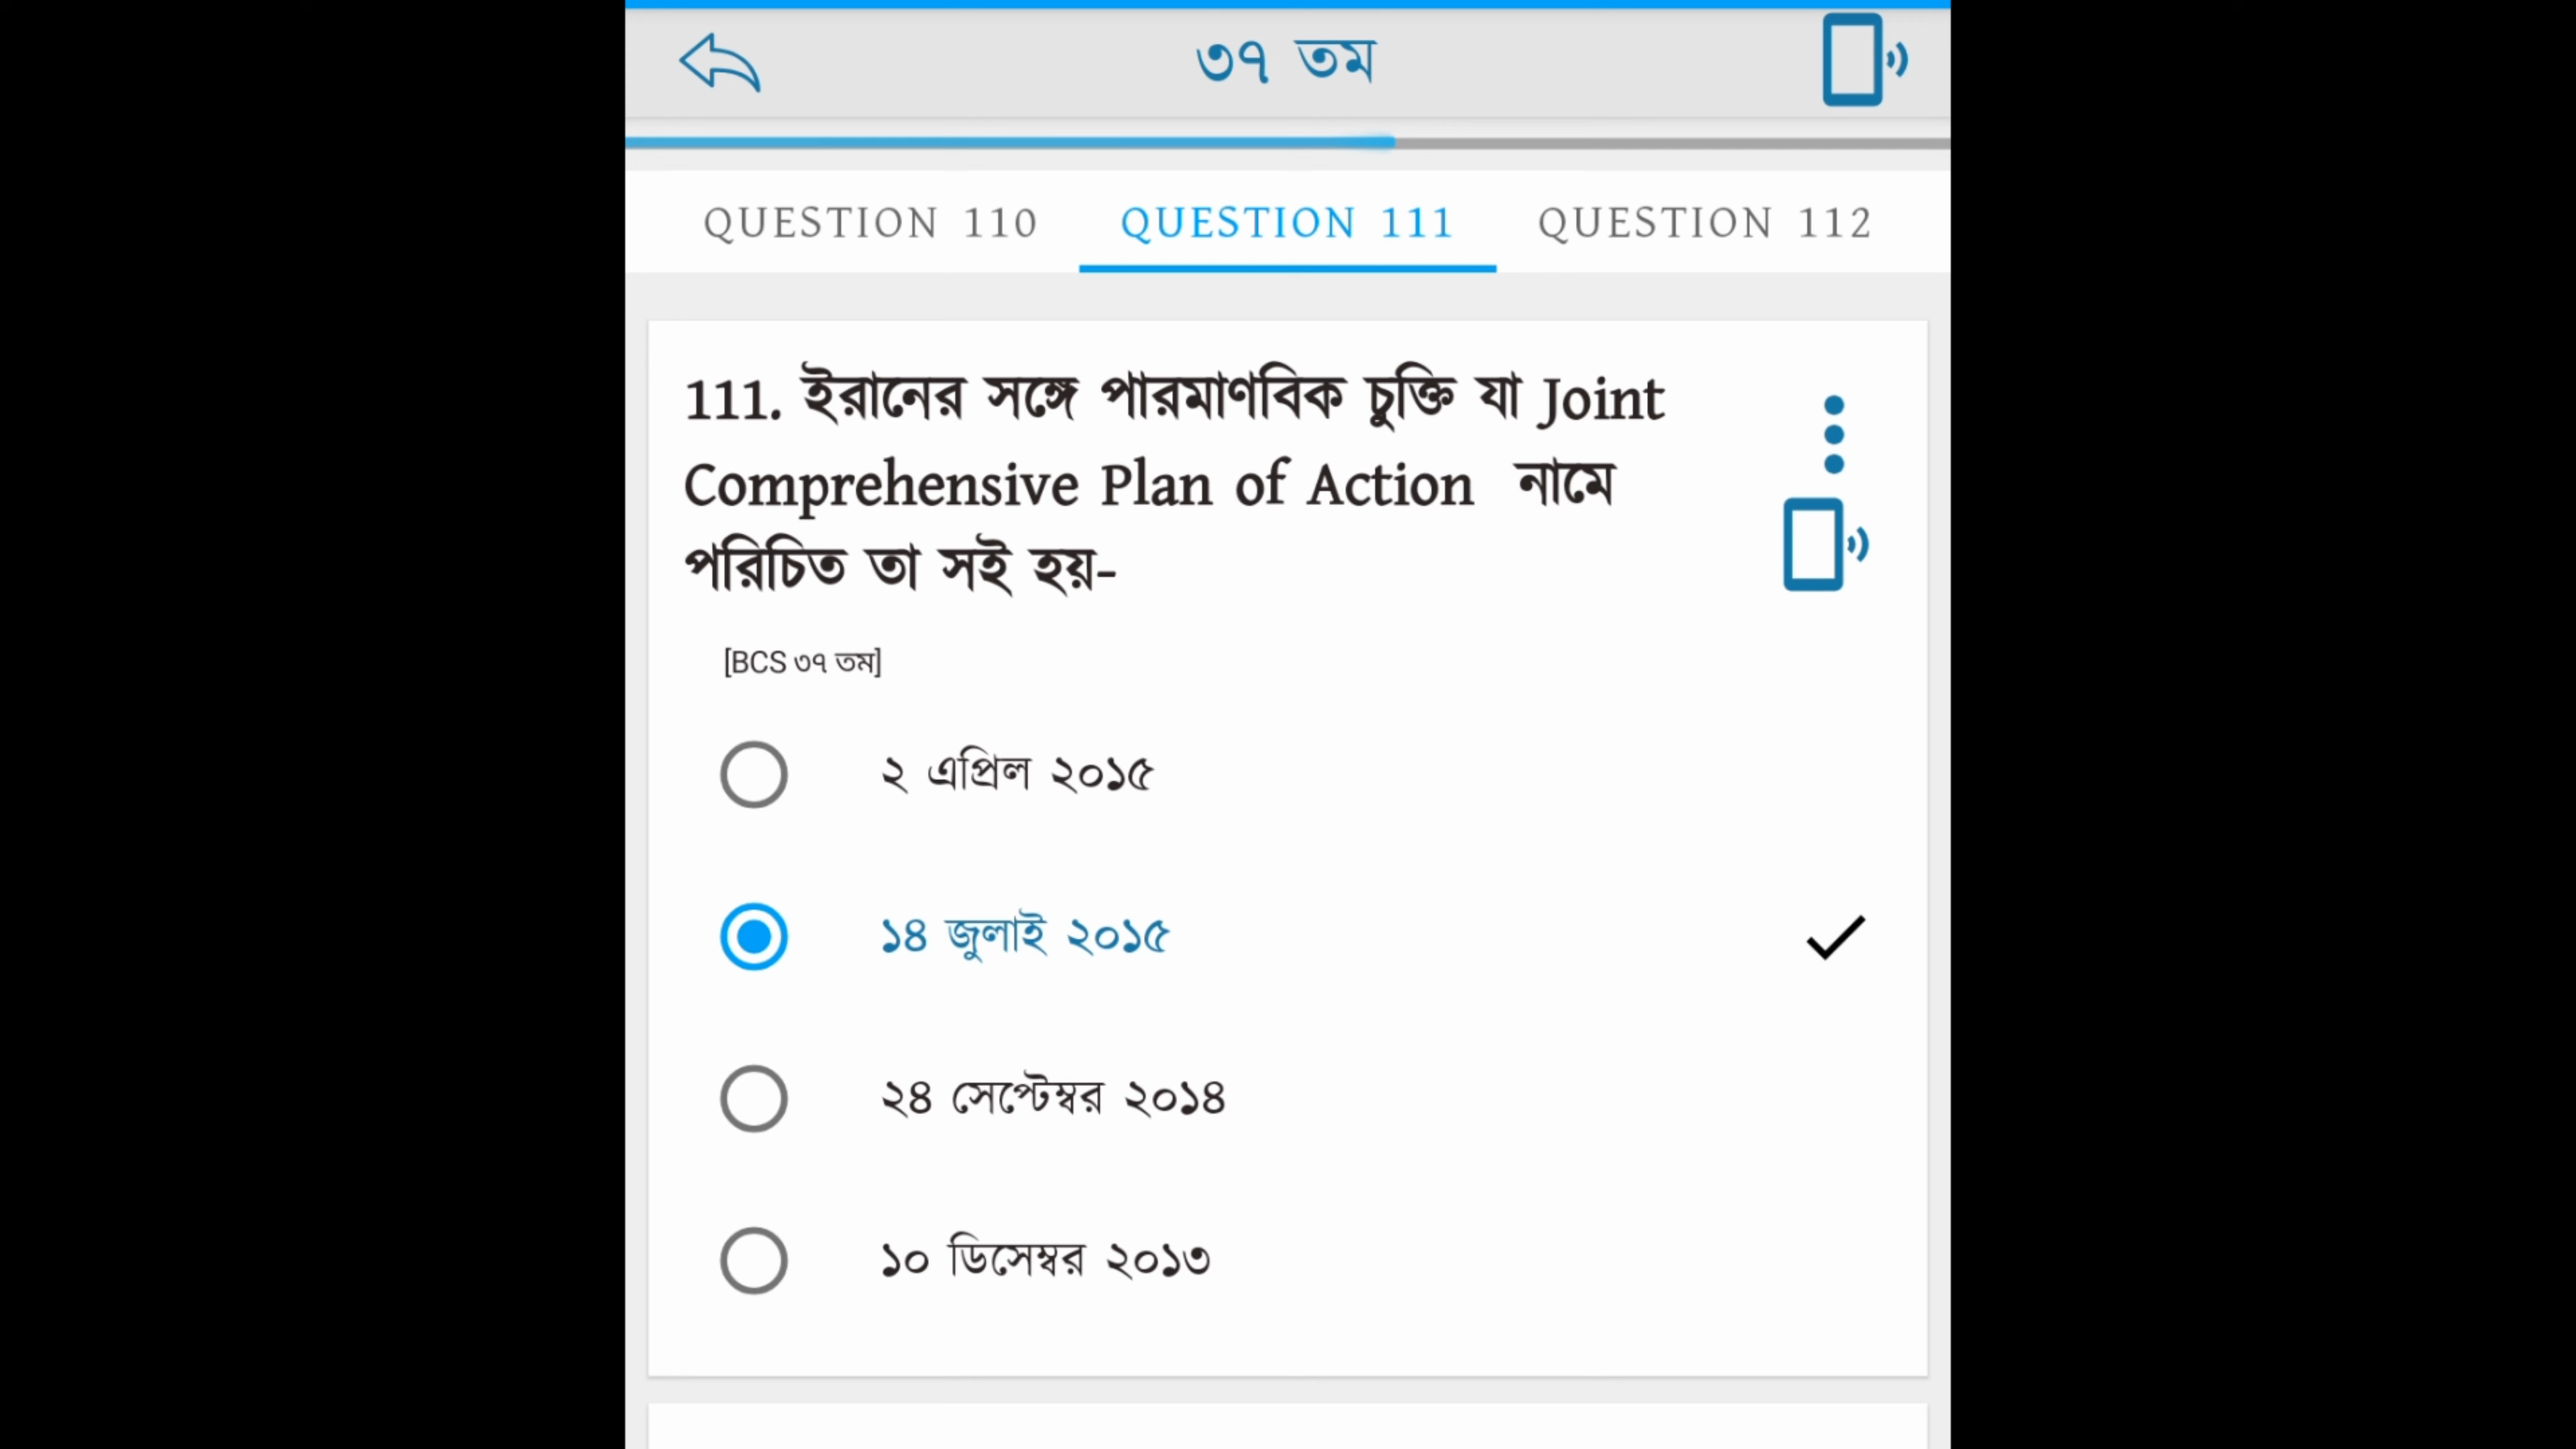 ৩৭ তম
QUESTION 110 QUESTION 111 QUESTION 112
111. ইরানের সঙ্গে পারমাণবিক চুক্তি যা Joint
Comprehensive Plan of Action নামে
পরিচিত তা সই হয়-
[BCS ৩৭ তম]
২ এপ্রিল ২০১৫
১৪ জুলাই ২০১৫
২৪ সেপ্টেম্বর ২০১৪
১০ ডিসেম্বর ২০১৩